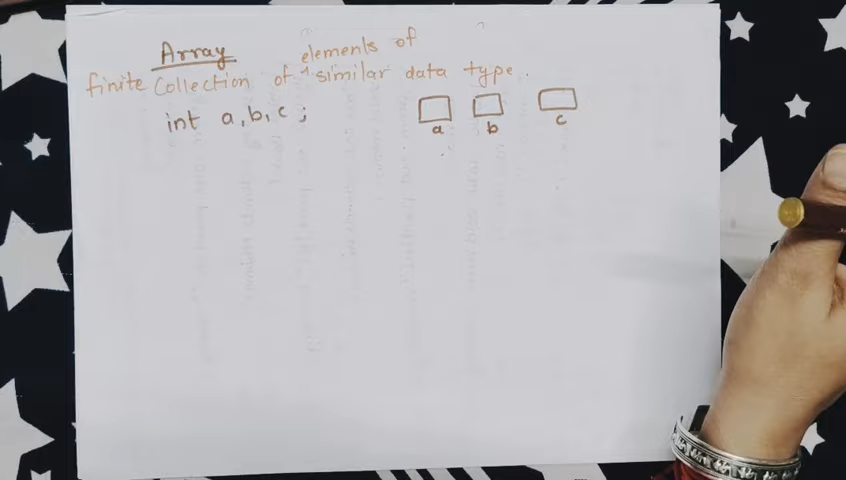 Array
elements of
finite Collection of similar data type.
int a, b, c ;
a b c